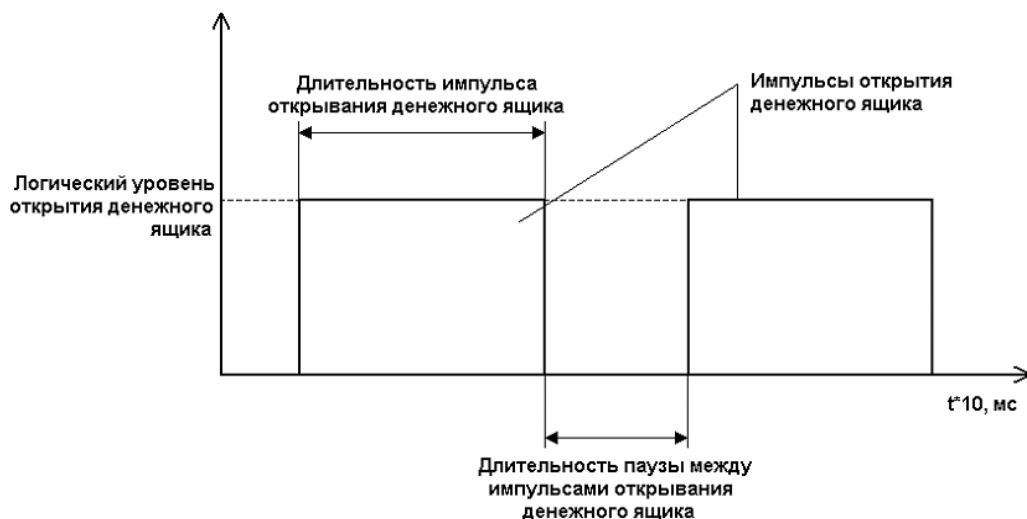 Длительность импульса
открывания денежного ящика
Импульсы открытия
денежного ящика
Логический уровень
открытия денежного
ящика
t*10, мс
Длительность паузы между
импульсами открывания
денежного ящика